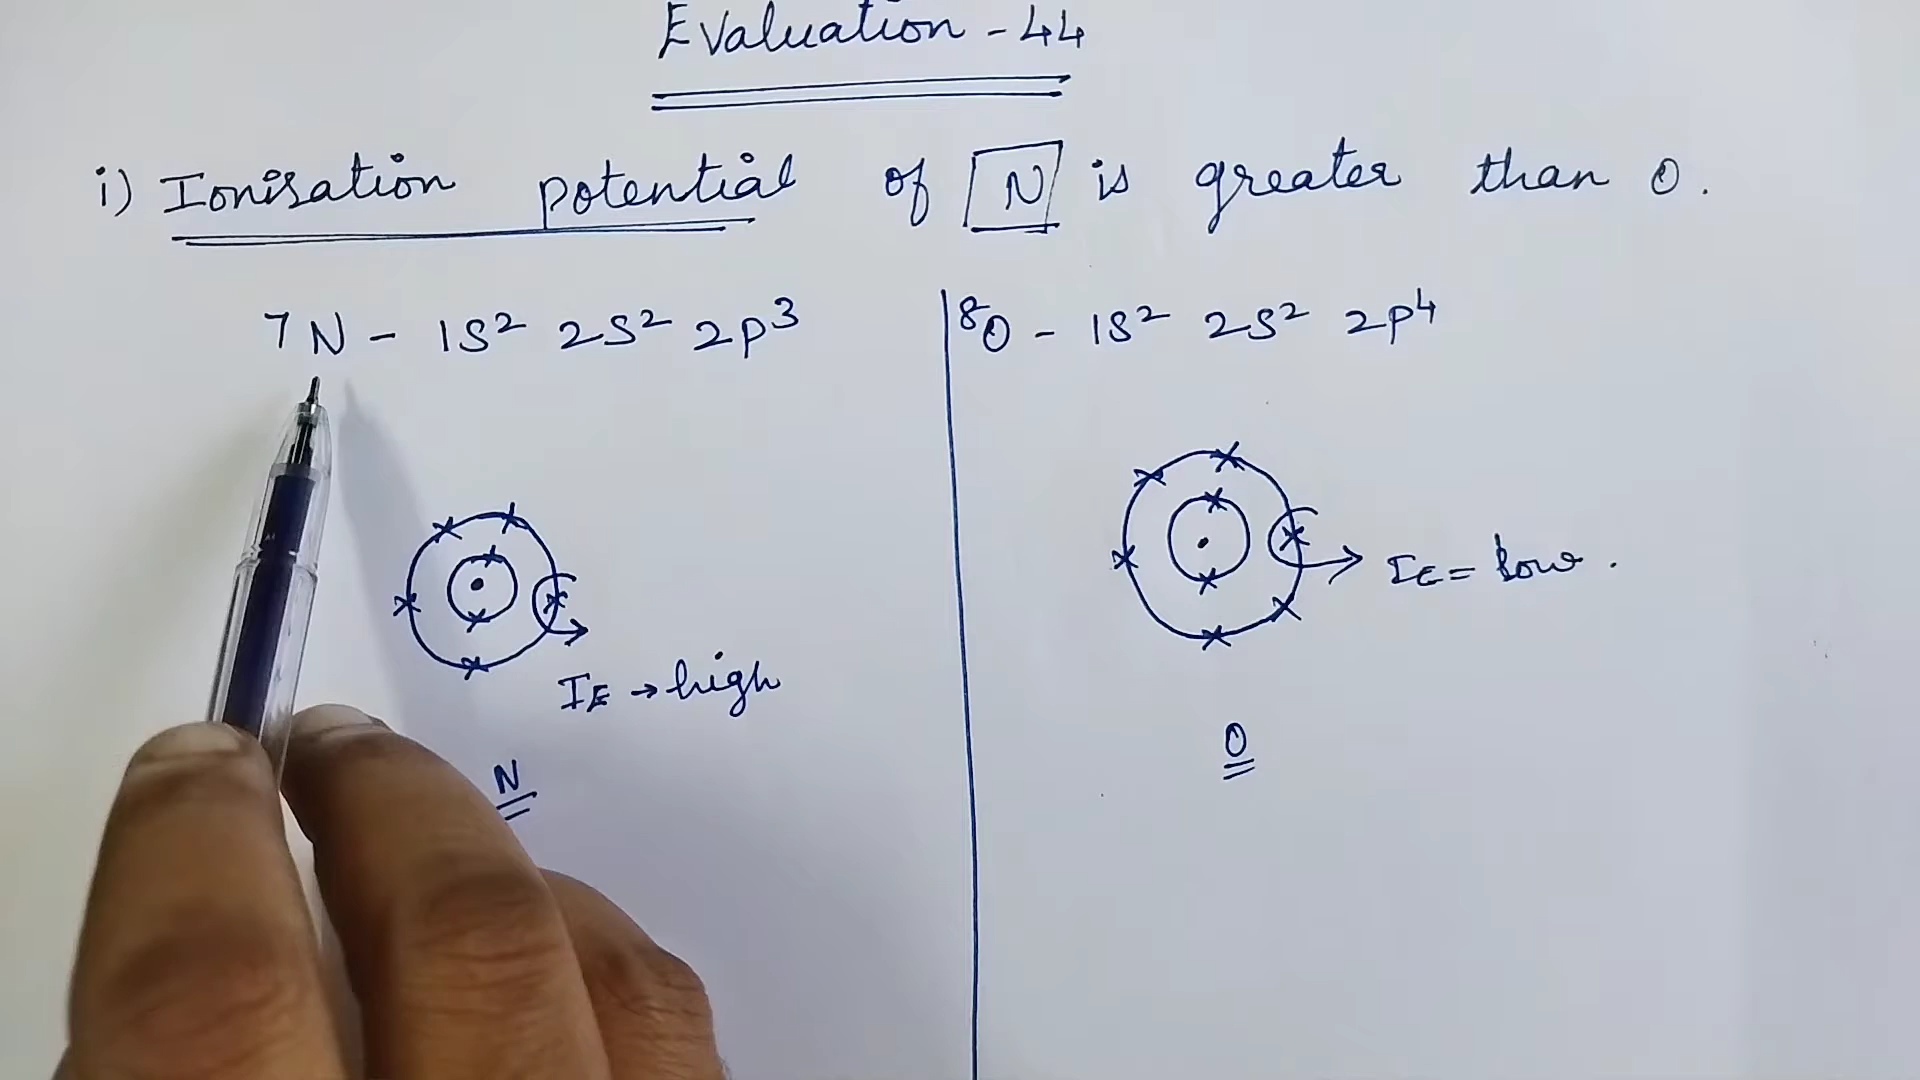 Evaluation - 44
i) Ionisation potential of N is greater than O.
7N - 1S² 2S² 2P³
8O - 1S² 2S² 2P⁴
IE = low .
IE → high
O
N